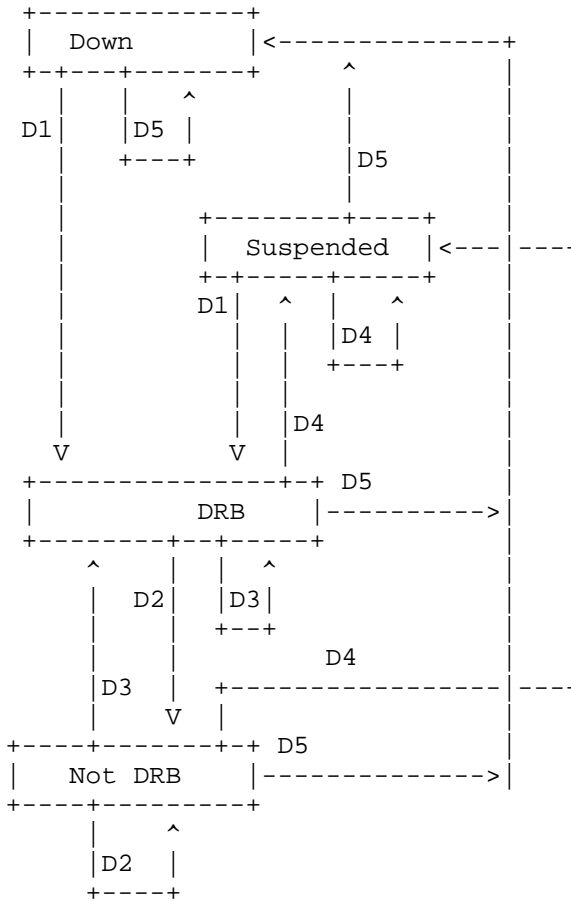 Down
D1 D5
D5
Suspended
D1
D4
D4
D5
DRB
D2 D3
D4
D3
D5
Not DRB
D2